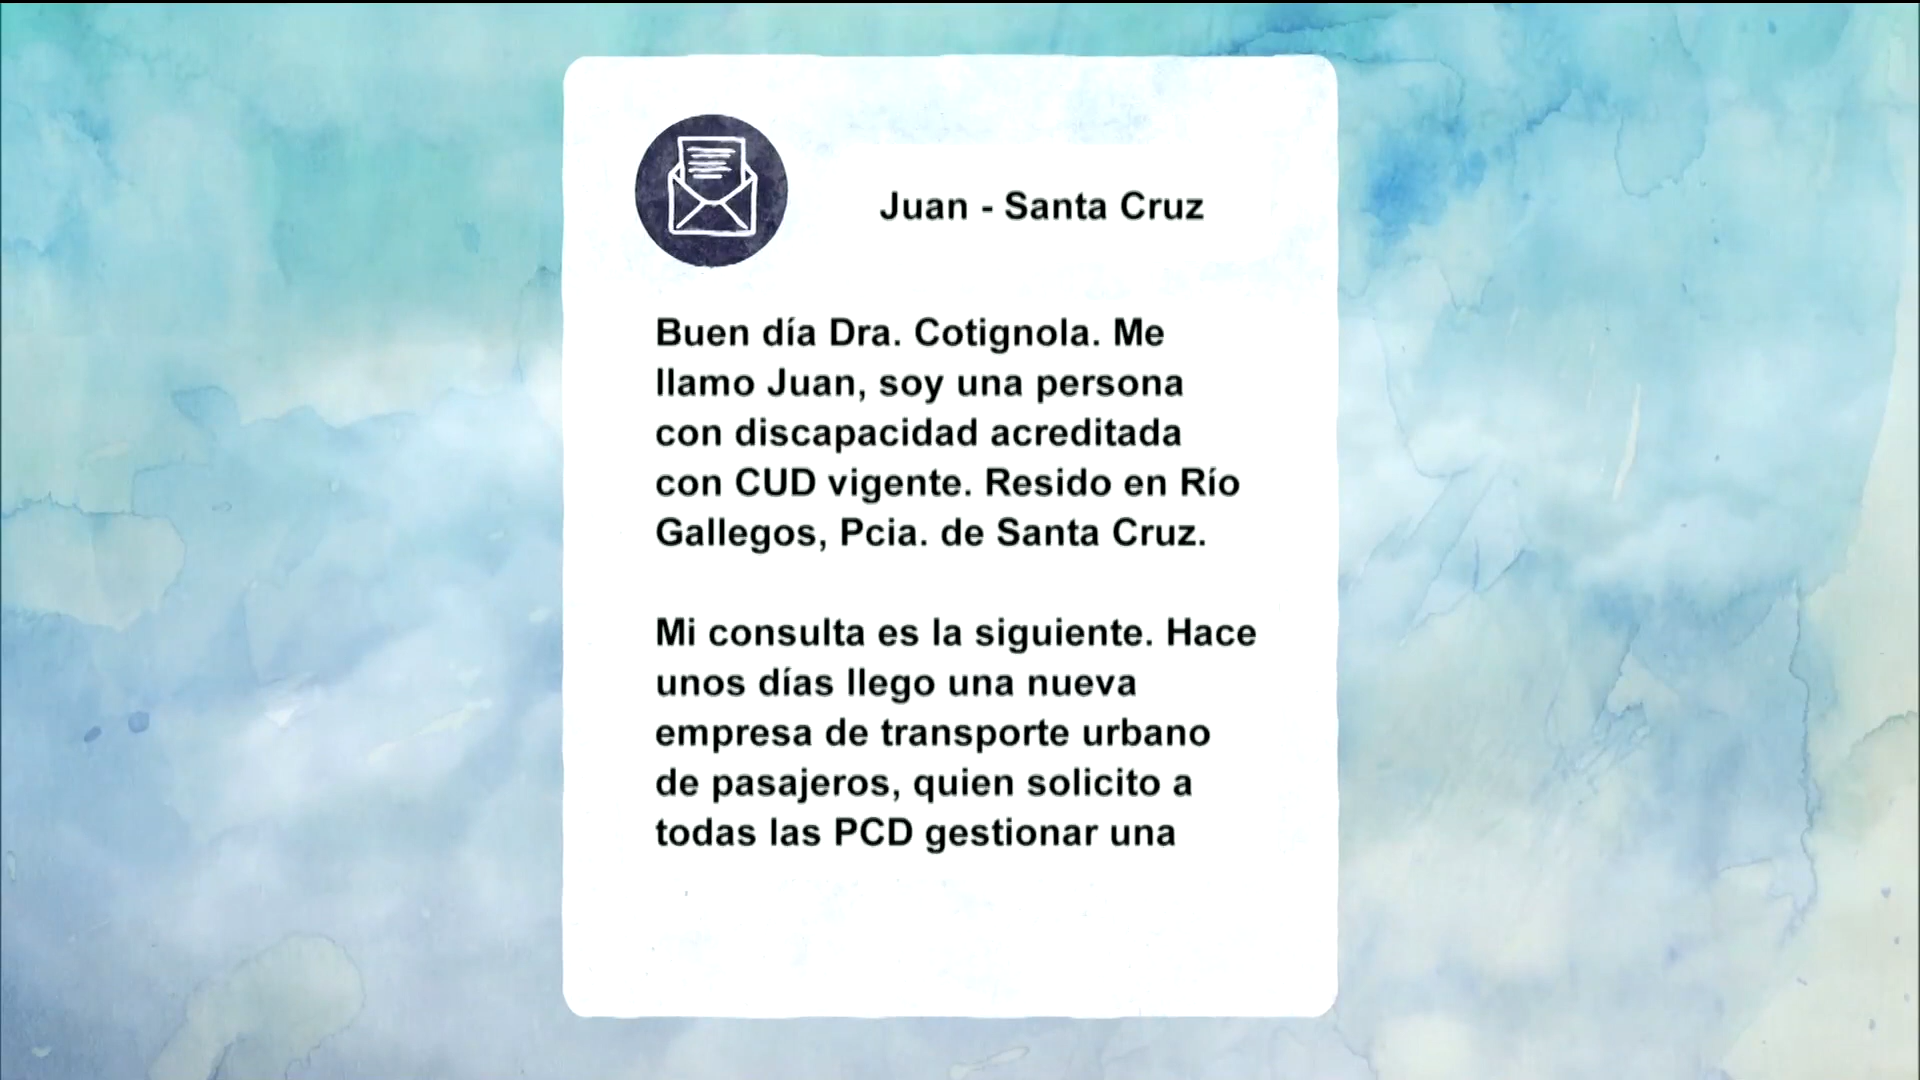 Juan - Santa Cruz
Buen día Dra. Cotignola. Me
llamo Juan, soy una persona
con discapacidad acreditada
con CUD vigente. Resido en Río
Gallegos, Pcia. de Santa Cruz.
Mi consulta es la siguiente. Hace
unos días llego una nueva
empresa de transporte urbano
de pasajeros, quien solicito a
todas las PCD gestionar una